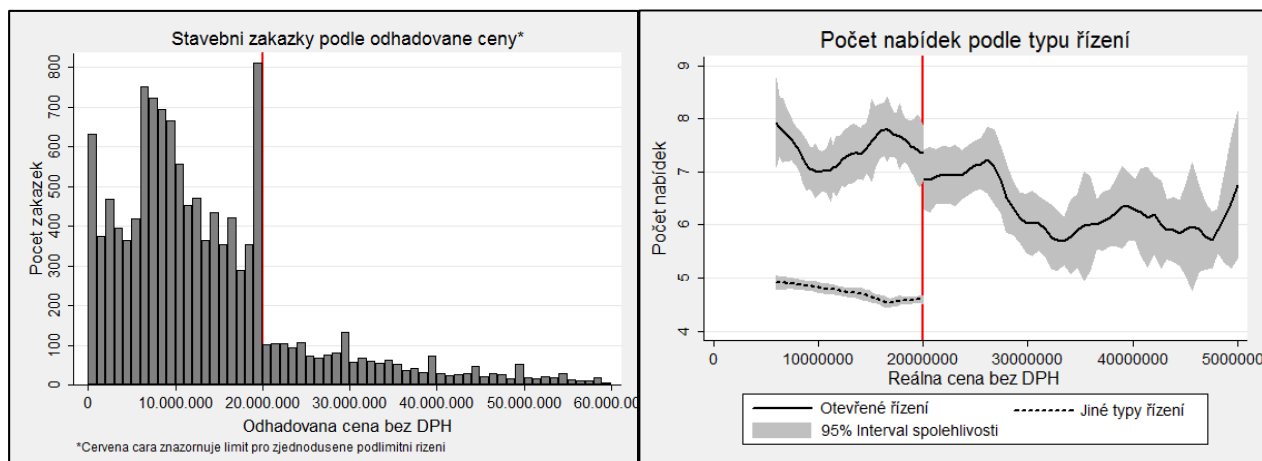 Stavebni zakazky podle odhadovane ceny*
Pocet zakazek
800
700
600
500
400
300
200
100
0
0 10.000.000 20.000.000 30.000.000 40.000.000 50.000.000 60.000.00
Odhadovana cena bez DPH
*Cervena cara znazornuje limit pro zjednodusene podlimitni rizeni
Počet nabídek podle typu řízení
Počet nabídek
9
8
7
6
5
4
0 10000000 20000000 30000000 40000000 50000000
Reálna cena bez DPH
Otevřené řízení Jiné typy řízení
95% Interval spolehlivosti